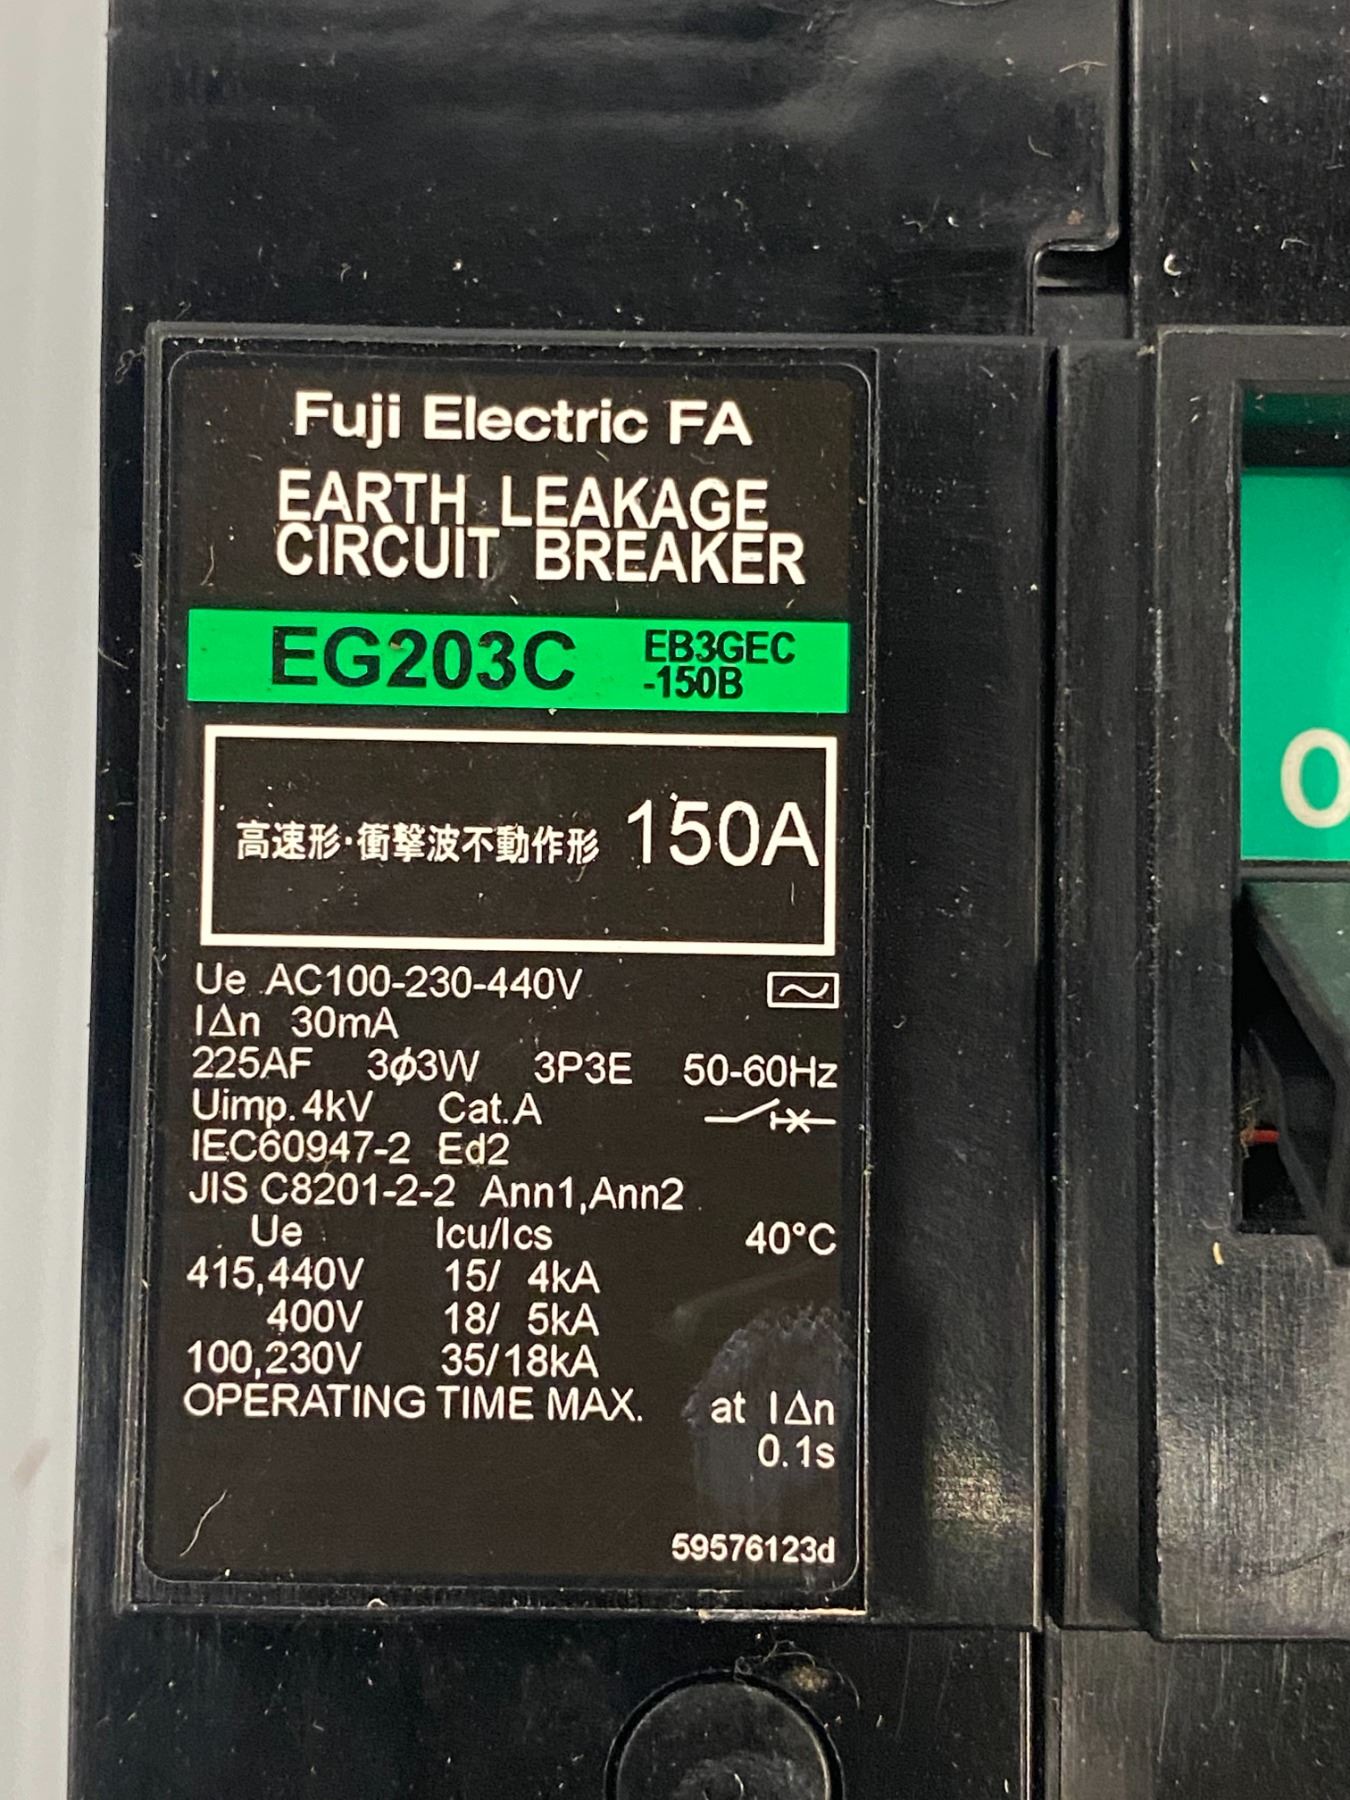 Fuji Electric FA
EARTH LEAKAGE
CIRCUIT BREAKER
EG203C EB3GEC
-150B
高速形・衝撃波不動作形 150A
Ue AC100-230-440V
IΔn 30mA
225AF 3ϕ3W 3P3E 50-60Hz
Uimp. 4kV Cat.A
IEC60947-2 Ed2
JIS C8201-2-2 Ann1,Ann2
Ue Icu/Ics 40°C
415,440V 15/ 4kA
400V 18/ 5kA
100,230V 35/18kA
OPERATING TIME MAX. at IΔn
0.1s
59576123d